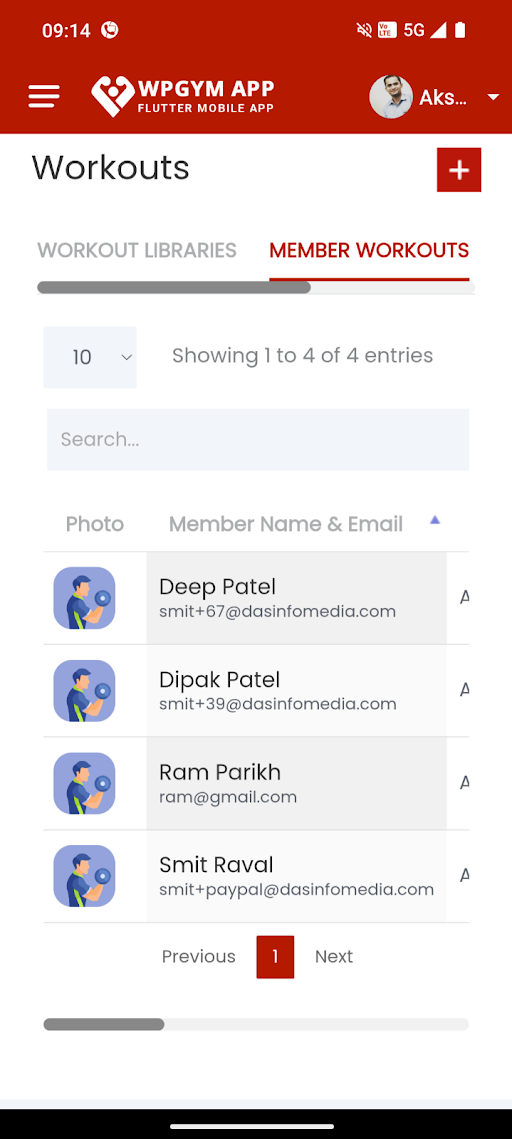 09:14
Vo LTE 5G
WPGYM APP
FLUTTER MOBILE APP
Aks...
Workouts
+
WORKOUT LIBRARIES MEMBER WORKOUTS
10 Showing 1 to 4 of 4 entries
Search...
Photo Member Name & Email
Deep Patel
smit+67@dasinfomedia.com
A
Dipak Patel
smit+39@dasinfomedia.com
A
Ram Parikh
ram@gmail.com
A
Smit Raval
smit+paypal@dasinfomedia.com
A
Previous 1 Next